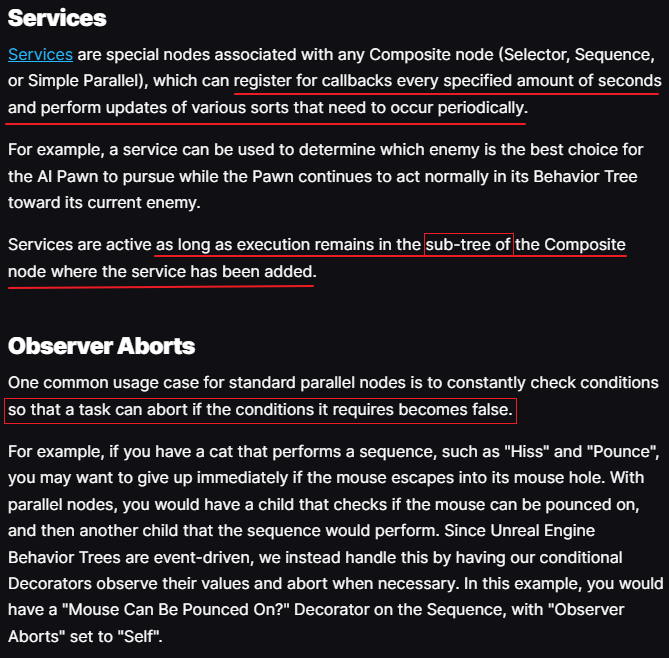 Services
Services are special nodes associated with any Composite node (Selector, Sequence,
or Simple Parallel), which can register for callbacks every specified amount of seconds
and perform updates of various sorts that need to occur periodically.
For example, a service can be used to determine which enemy is the best choice for
the AI Pawn to pursue while the Pawn continues to act normally in its Behavior Tree
toward its current enemy.
Services are active as long as execution remains in the sub-tree of the Composite
node where the service has been added.
Observer Aborts
One common usage case for standard parallel nodes is to constantly check conditions
so that a task can abort if the conditions it requires becomes false.
For example, if you have a cat that performs a sequence, such as "Hiss" and "Pounce",
you may want to give up immediately if the mouse escapes into its mouse hole. With
parallel nodes, you would have a child that checks if the mouse can be pounced on,
and then another child that the sequence would perform. Since Unreal Engine
Behavior Trees are event-driven, we instead handle this by having our conditional
Decorators observe their values and abort when necessary. In this example, you would
have a "Mouse Can Be Pounced On?" Decorator on the Sequence, with "Observer
Aborts" set to "Self".